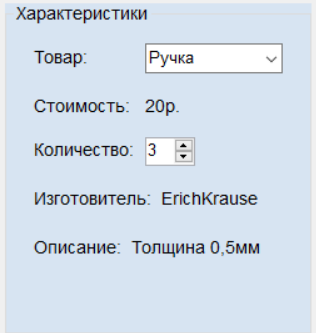 Характеристики
Товар: Ручка
Стоимость: 20р.
Количество: 3
Изготовитель: ErichKrause
Описание: Толщина 0,5мм